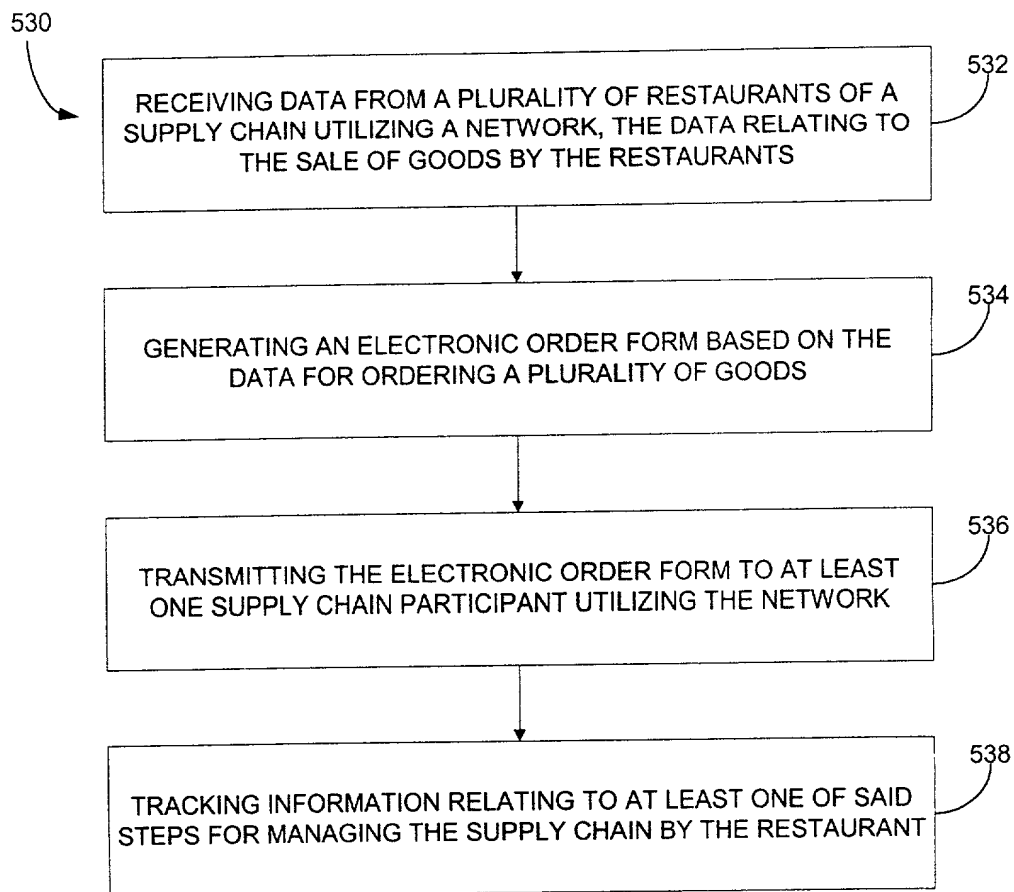 530
532
RECEIVING DATA FROM A PLURALITY OF RESTAURANTS OF A
SUPPLY CHAIN UTILIZING A NETWORK, THE DATA RELATING TO
THE SALE OF GOODS BY THE RESTAURANTS
534
GENERATING AN ELECTRONIC ORDER FORM BASED ON THE
DATA FOR ORDERING A PLURALITY OF GOODS
536
TRANSMITTING THE ELECTRONIC ORDER FORM TO AT LEAST
ONE SUPPLY CHAIN PARTICIPANT UTILIZING THE NETWORK
538
TRACKING INFORMATION RELATING TO AT LEAST ONE OF SAID
STEPS FOR MANAGING THE SUPPLY CHAIN BY THE RESTAURANT